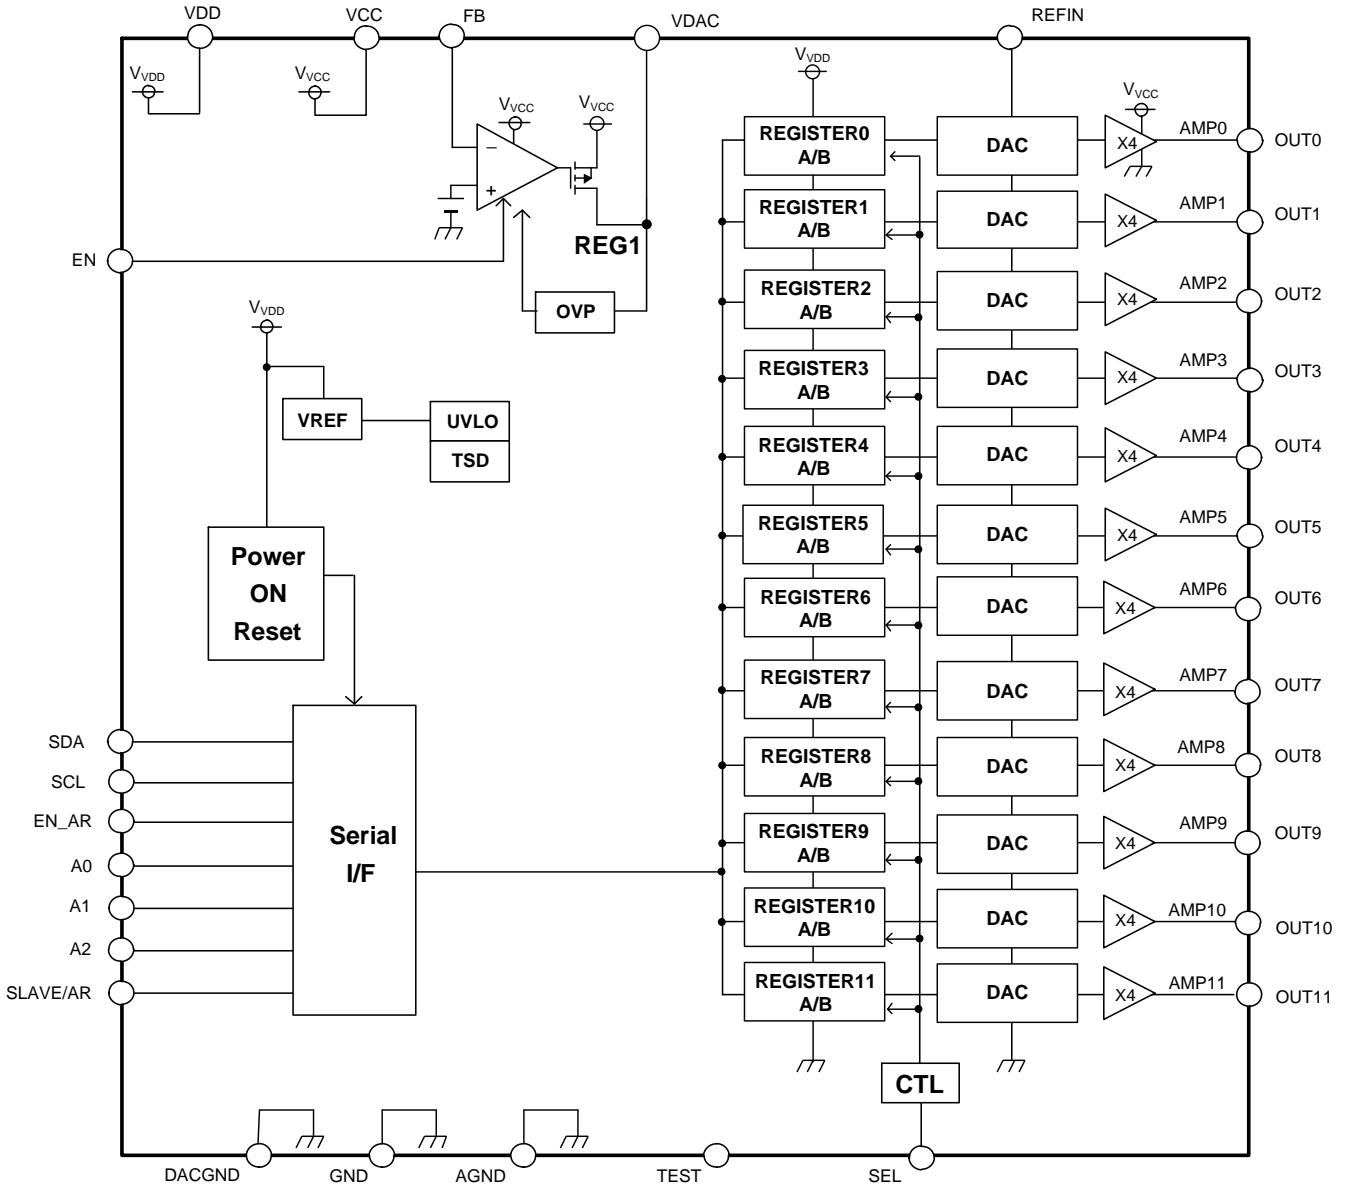 VDD
VCC
FB
VDAC
REFIN
VVDD
VVCC
VVCC
VVCC
VVDD
VVCC
−
+
REG1
EN
OVP
VVDD
VREF
UVLO
TSD
Power
ON
Reset
SDA
SCL
EN_AR
A0
A1
A2
SLAVE/AR
Serial
I/F
REGISTER0
A/B
DAC
X4
AMP0
OUT0
REGISTER1
A/B
DAC
X4
AMP1
OUT1
REGISTER2
A/B
DAC
X4
AMP2
OUT2
REGISTER3
A/B
DAC
X4
AMP3
OUT3
REGISTER4
A/B
DAC
X4
AMP4
OUT4
REGISTER5
A/B
DAC
X4
AMP5
OUT5
REGISTER6
A/B
DAC
X4
AMP6
OUT6
REGISTER7
A/B
DAC
X4
AMP7
OUT7
REGISTER8
A/B
DAC
X4
AMP8
OUT8
REGISTER9
A/B
DAC
X4
AMP9
OUT9
REGISTER10
A/B
DAC
X4
AMP10
OUT10
REGISTER11
A/B
DAC
X4
AMP11
OUT11
CTL
DACGND
GND
AGND
TEST
SEL